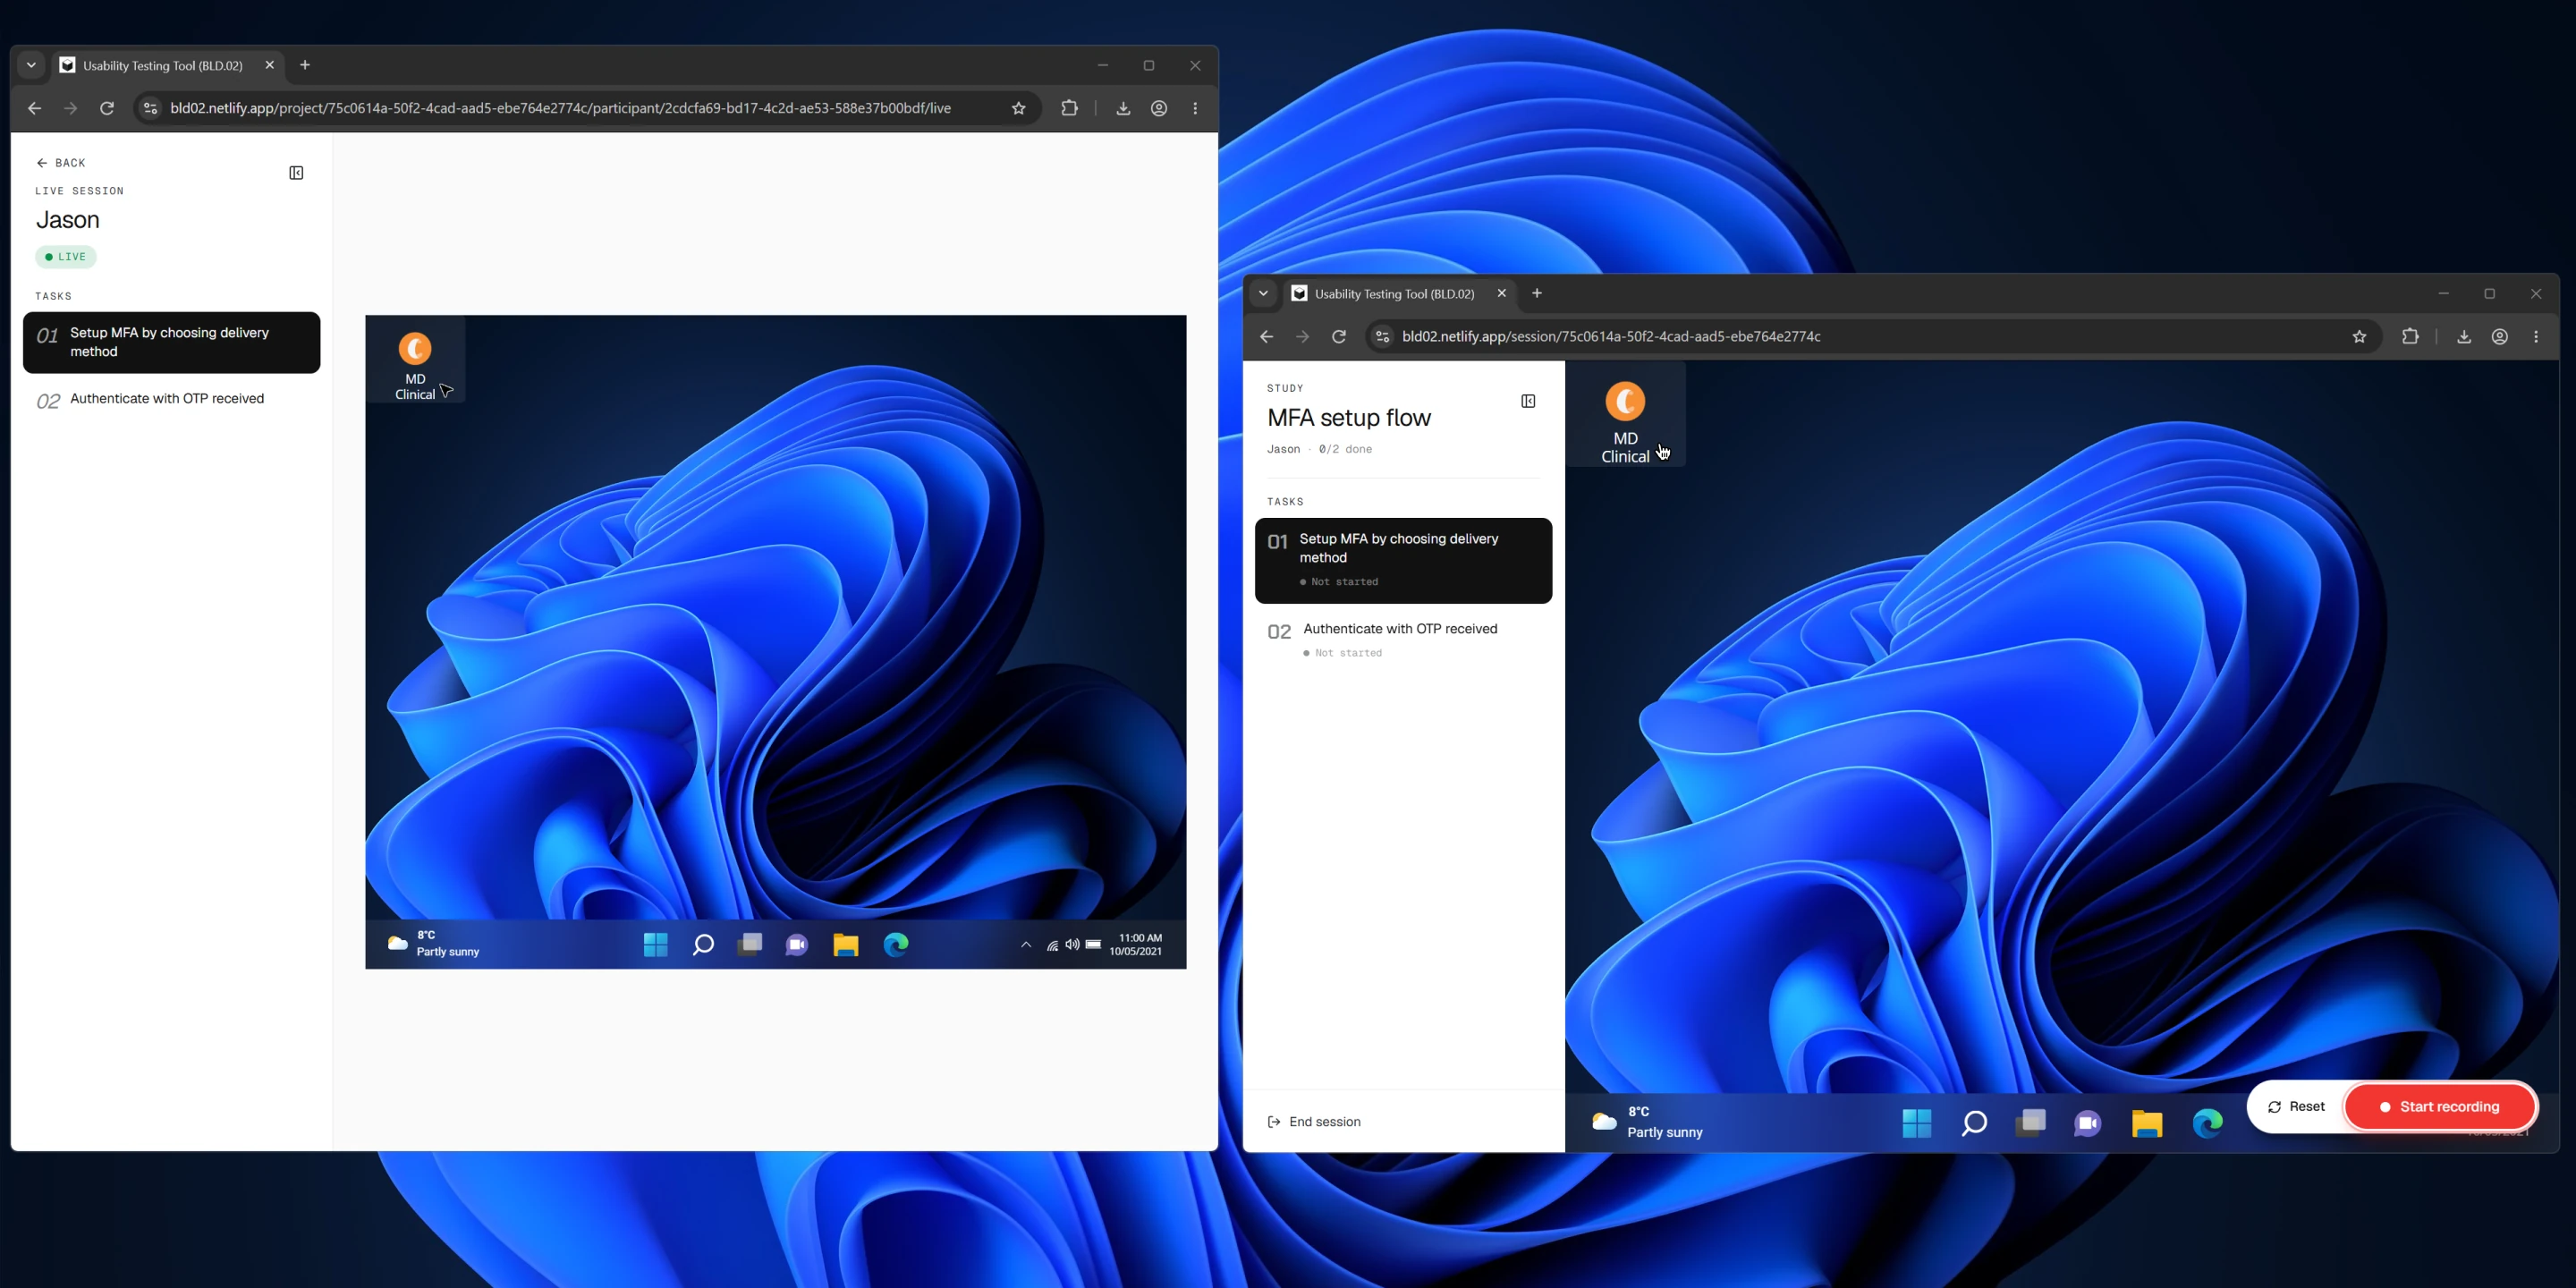 Usability Testing Tool (BLD.02)
bld02.netlify.app/project/75c0614a-50f2-4cad-aad5-ebe764e2774c/participant/2cdcfa69-bd17-4c2d-ae53-588e37b00bdf/live
BACK
LIVE SESSION
Jason
LIVE
TASKS
01 Setup MFA by choosing delivery
method
02 Authenticate with OTP received
MD
Clinical
8°C
Partly sunny
11:00 AM
10/05/2021
Usability Testing Tool (BLD.02)
bld02.netlify.app/session/75c0614a-50f2-4cad-aad5-ebe764e2774c
STUDY
MFA setup flow
Jason · 0/2 done
TASKS
01 Setup MFA by choosing delivery
method
Not started
02 Authenticate with OTP received
Not started
End session
MD
Clinical
8°C
Partly sunny
Reset
Start recording